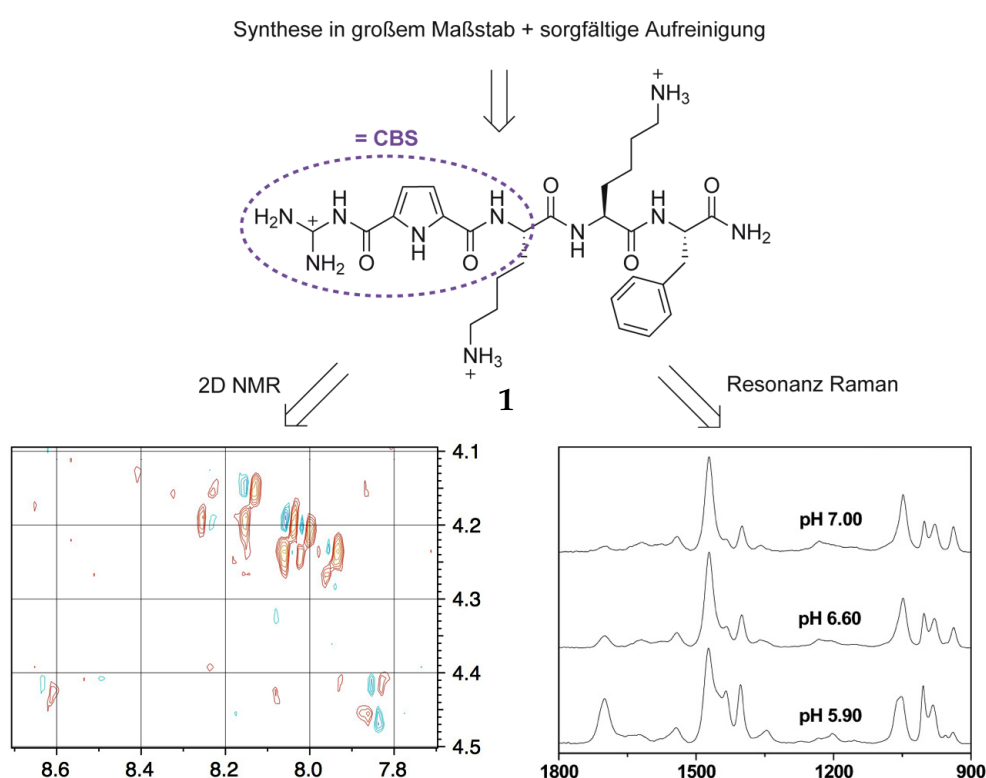 Synthese in großem Maßstab + sorgfältige Aufreinigung
= CBS
+
NH3
H2N
+
H
N
NH2
O
N
H
O
H
N
O
N
H
O
H
N
O
NH2
NH3
+
2D NMR
1
Resonanz Raman
4.1
4.2
4.3
4.4
4.5
8.6 8.4 8.2 8.0 7.8
pH 7.00
pH 6.60
pH 5.90
1800 1500 1200 900